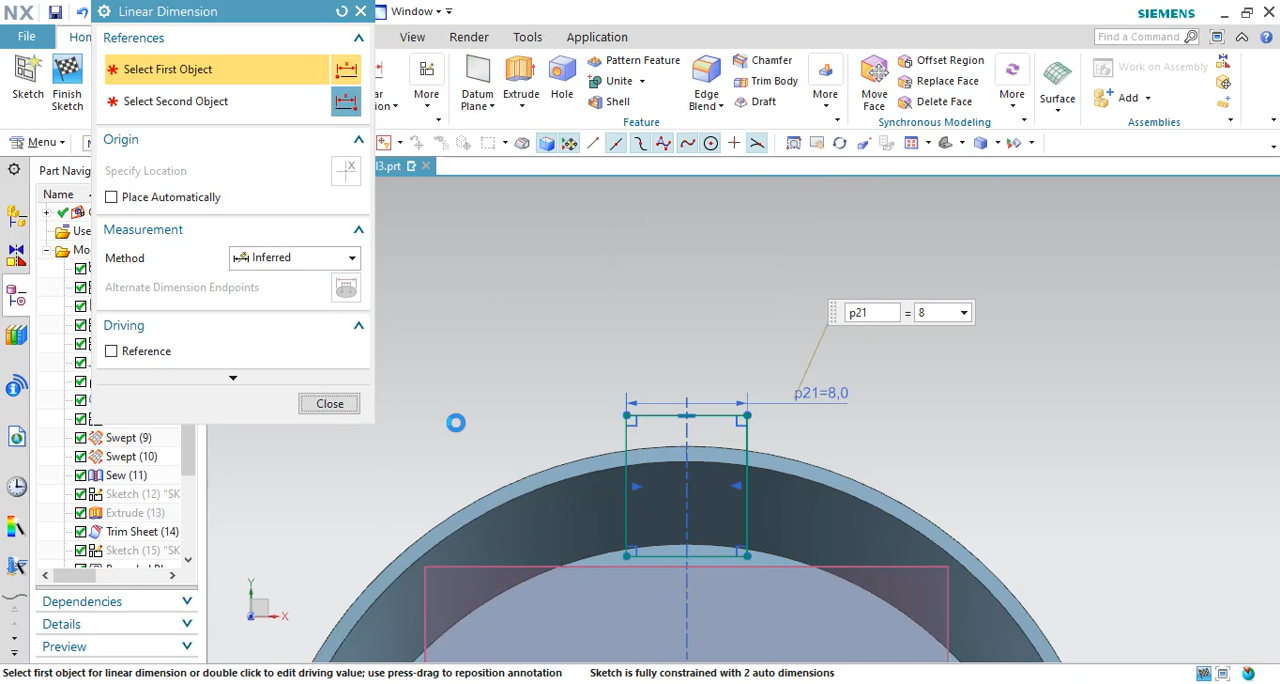 NX
Linear Dimension
Window
SIEMENS
File
View
Render
Tools
Application
Find a Command
References
Select First Object
Select Second Object
Sketch
Finish
Sketch
More
Datum
Plane
Extrude
Hole
Pattern Feature
Unite
Shell
Edge
Blend
Chamfer
Trim Body
Draft
More
Feature
Move
Face
Offset Region
Replace Face
Delete Face
More
Synchronous Modeling
Surface
Work on Assembly
Add
Assemblies
Menu
Origin
Specify Location
Place Automatically
l3.prt
Part Navig
Name
Use
Mo
Measurement
Method
Inferred
Alternate Dimension Endpoints
Driving
Reference
Close
p21
=
8
p21=8,0
Swept (9)
Swept (10)
Sew (11)
Sketch (12) "SK
Extrude (13)
Trim Sheet (14)
Sketch (15) "SK
Dependencies
Details
Preview
Y
X
Select first object for linear dimension or double click to edit driving value; use press-drag to reposition annotation
Sketch is fully constrained with 2 auto dimensions